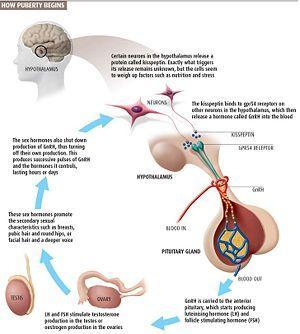 HOW PUBERTY BEGINS
Certain neurons in the hypothalamus release a
protein called kisspeptin. Exactly what triggers
its release remains unknown, but the cells seem
to weigh up factors such as nutrition and stress
HYPOTHALAMUS
NEURONS
The kisspeptin binds to gpr54 receptors on
other neurons in the hypothalamus, which then
release a hormone called GnRH into the blood
KISSPEPTIN
GPR54 RECEPTOR
The sex hormones also shut down
production of GnRH, thus turning
off their own production. This
produces successive pulses of GnRH
and the hormones it controls,
lasting hours or days
HYPOTHALAMUS
GnRH
These sex hormones promote
the secondary sexual
characteristics such as breasts,
pubic hair and round hips, or
facial hair and a deeper voice
BLOOD IN
PITUITARY GLAND
BLOOD OUT
TESTIS
OVARY
LH and FSH stimulate testosterone
production in the testes or
oestrogen production in the ovaries
GnRH is carried to the anterior
pituitary, which starts producing
luteinising hormone (LH) and
follicle stimulating hormone (FSH)